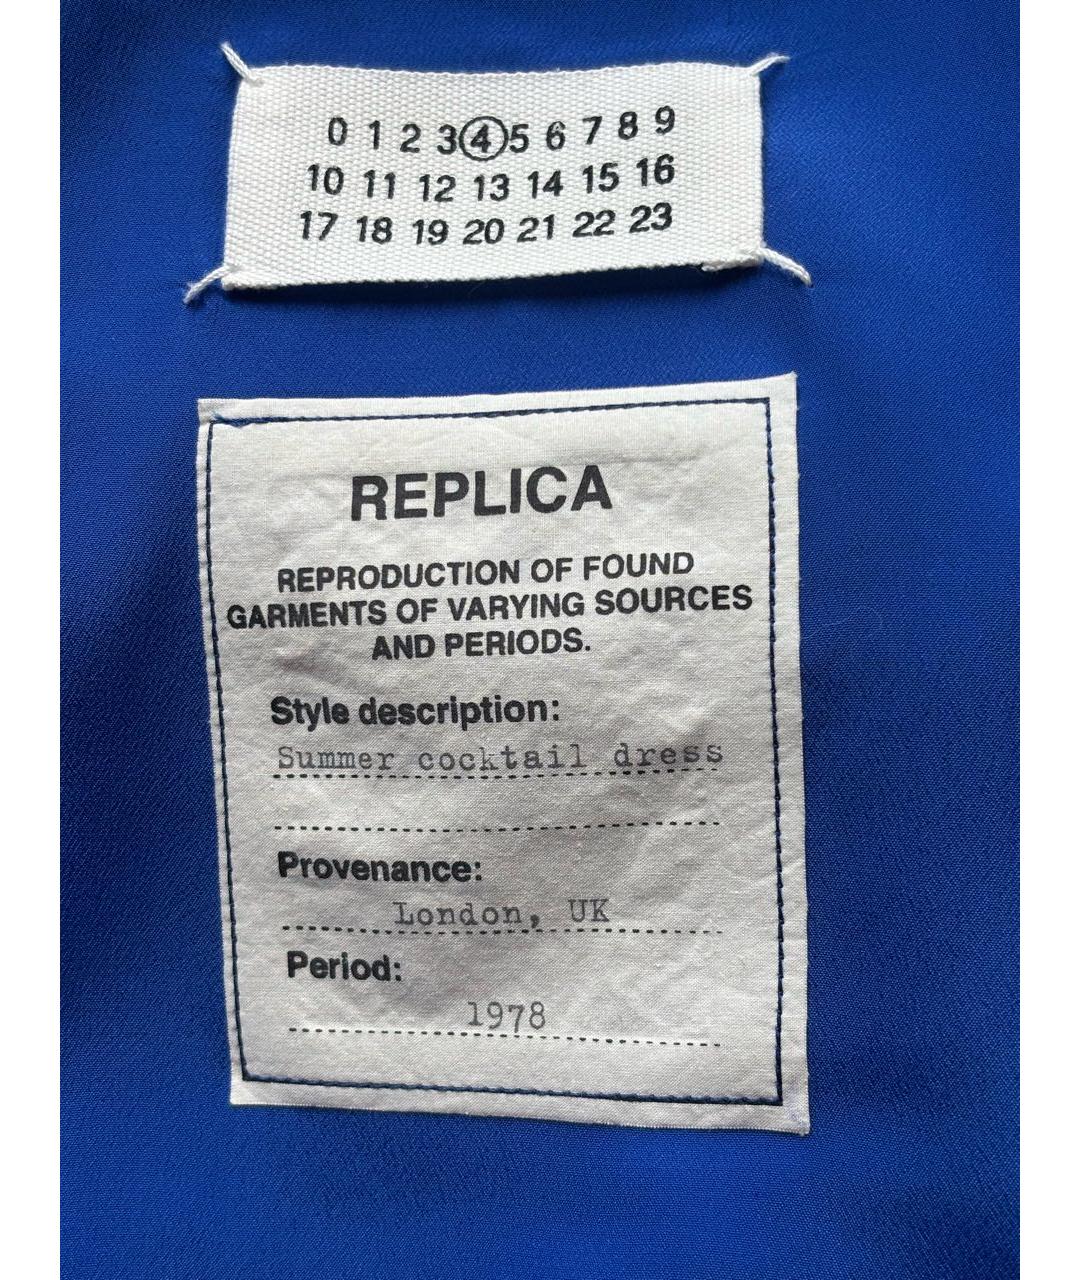 0 1 2 3 4 5 6 7 8 9
10 11 12 13 14 15 16
17 18 19 20 21 22 23
REPLICA
REPRODUCTION OF FOUND
GARMENTS OF VARYING SOURCES
AND PERIODS.
Style description:
Summer cocktail dress
Provenance:
London, UK
Period:
1978